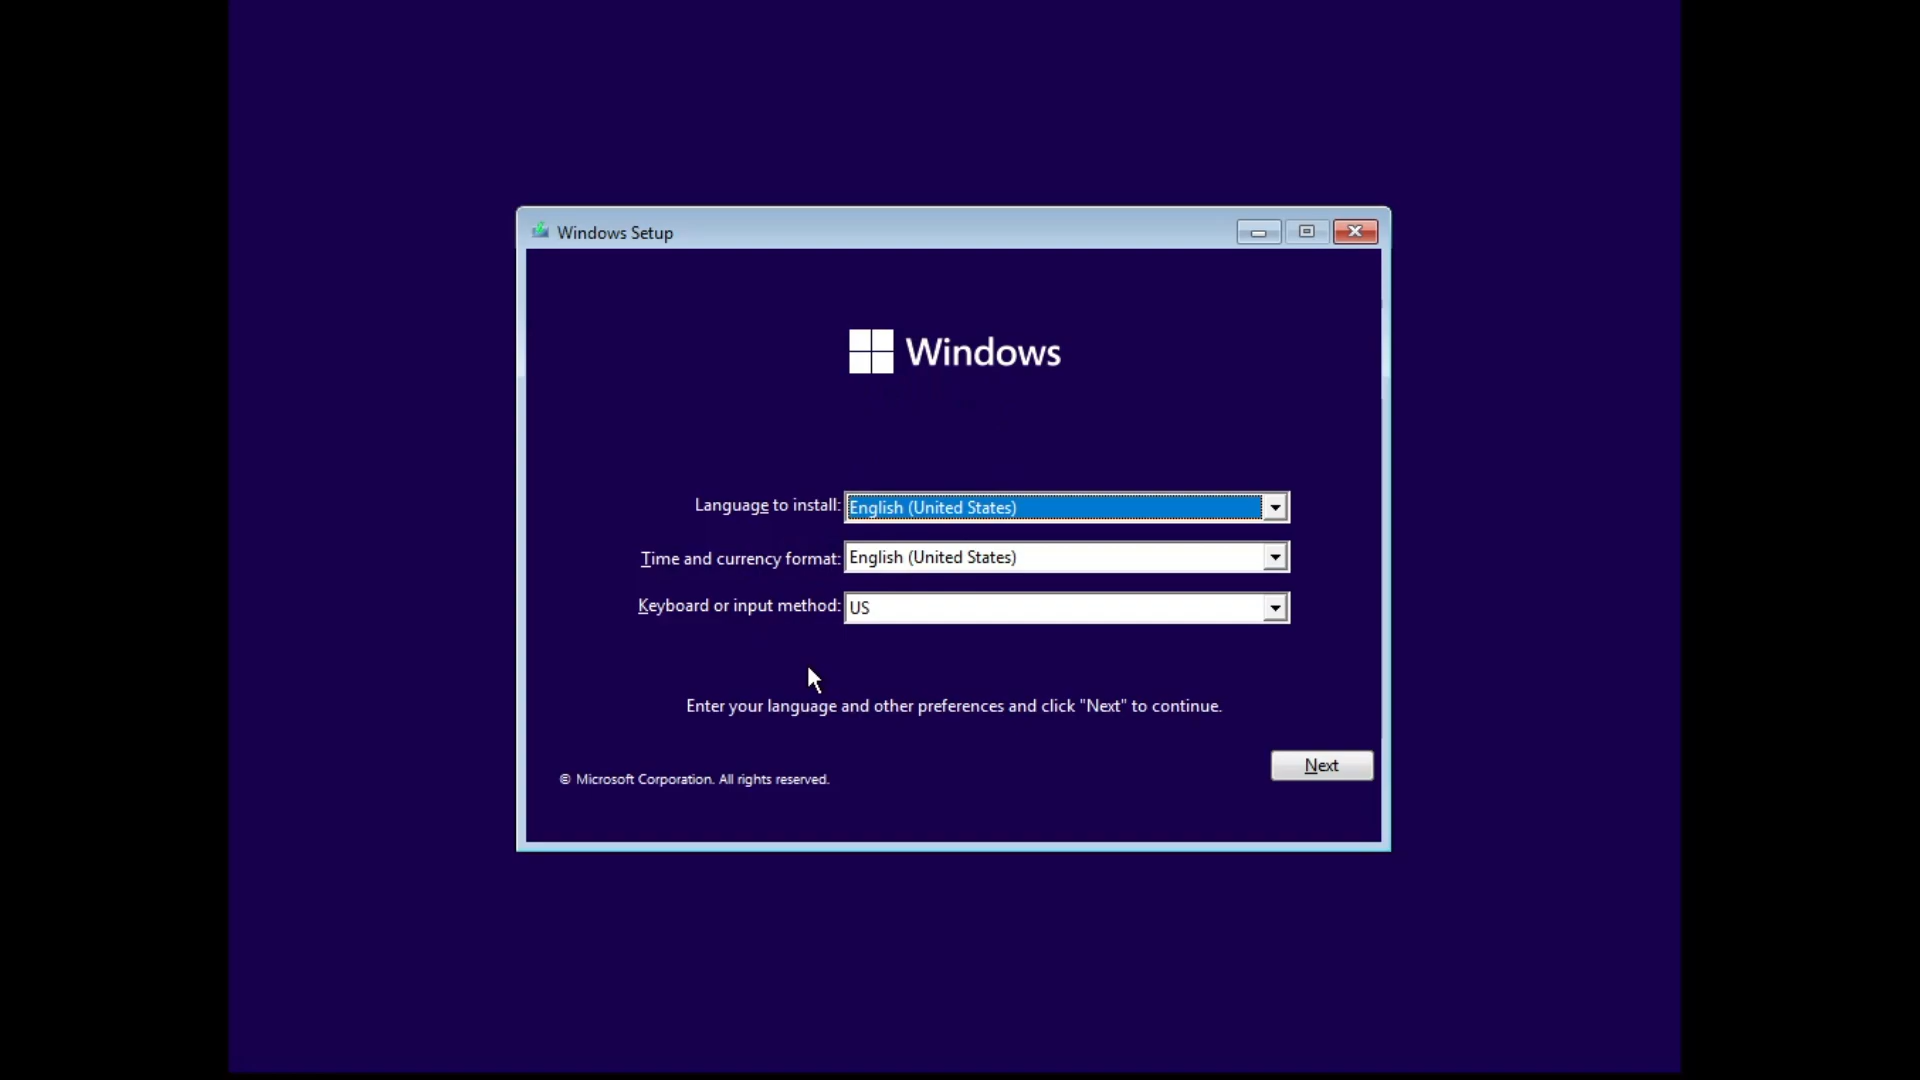 Windows Setup
Windows
Language to install: English (United States)
Time and currency format: English (United States)
Keyboard or input method: US
Enter your language and other preferences and click "Next" to continue.
Next
© Microsoft Corporation. All rights reserved.